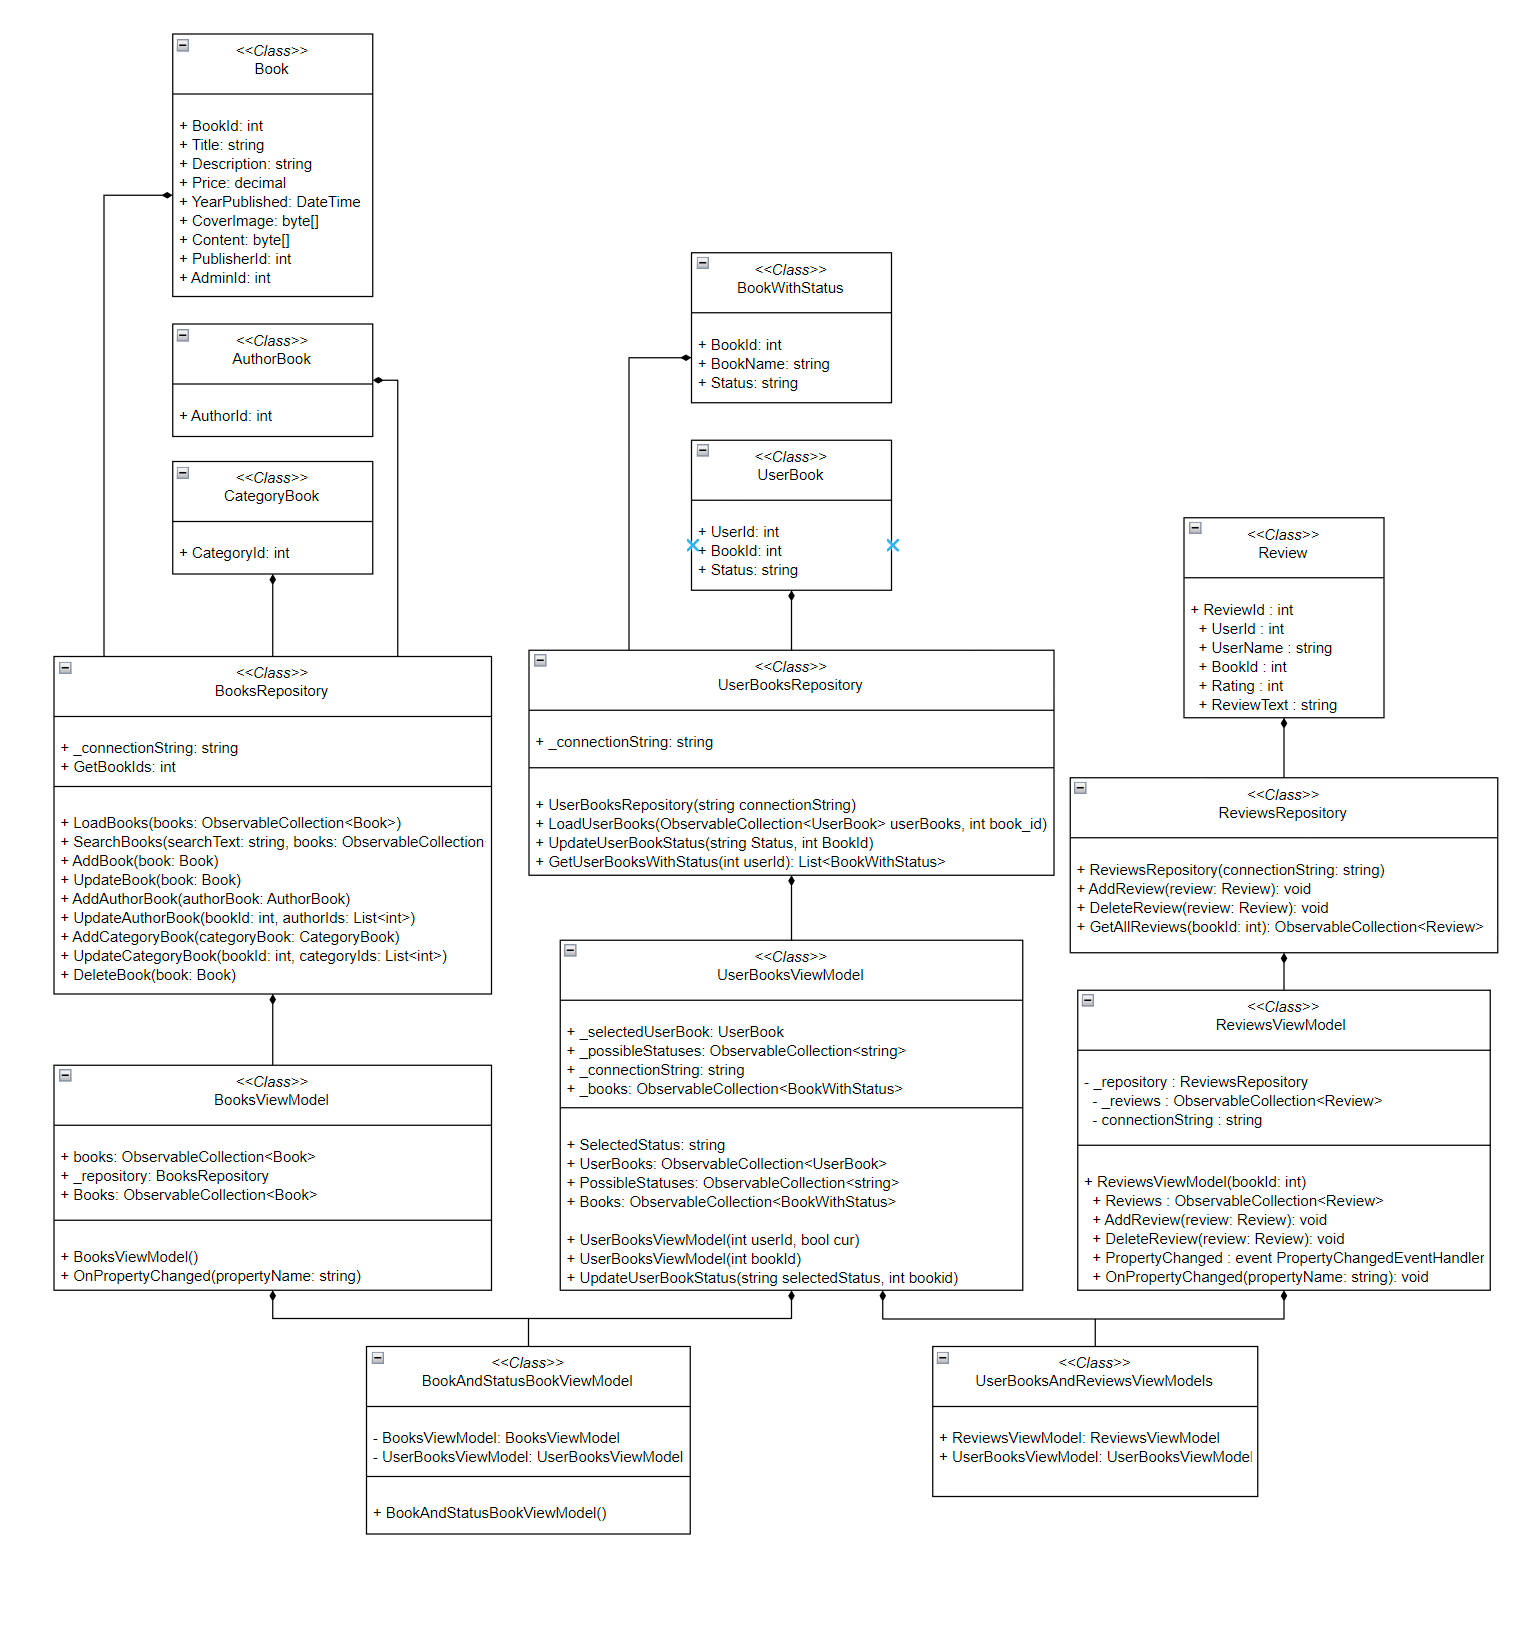 <<Class>>
Book
+ BookId: int
+ Title: string
+ Description: string
+ Price: decimal
+ YearPublished: DateTime
+ CoverImage: byte[]
+ Content: byte[]
+ PublisherId: int
+ AdminId: int
<<Class>>
AuthorBook
+ AuthorId: int
<<Class>>
CategoryBook
+ CategoryId: int
<<Class>>
BooksRepository
+ _connectionString: string
+ GetBookIds: int
+ LoadBooks(books: ObservableCollection<Book>)
+ SearchBooks(searchText: string, books: ObservableCollection
+ AddBook(book: Book)
+ UpdateBook(book: Book)
+ AddAuthorBook(authorBook: AuthorBook)
+ UpdateAuthorBook(bookId: int, authorIds: List<int>)
+ AddCategoryBook(categoryBook: CategoryBook)
+ UpdateCategoryBook(bookId: int, categoryIds: List<int>)
+ DeleteBook(book: Book)
<<Class>>
BooksViewModel
+ books: ObservableCollection<Book>
+ _repository: BooksRepository
+ Books: ObservableCollection<Book>
+ BooksViewModel()
+ OnPropertyChanged(propertyName: string)
<<Class>>
BookWithStatus
+ BookId: int
+ BookName: string
+ Status: string
<<Class>>
UserBook
+ UserId: int
+ BookId: int
+ Status: string
<<Class>>
UserBooksRepository
+ _connectionString: string
+ UserBooksRepository(string connectionString)
+ LoadUserBooks(ObservableCollection<UserBook> userBooks, int book_id)
+ UpdateUserBookStatus(string Status, int BookId)
+ GetUserBooksWithStatus(int userId): List<BookWithStatus>
<<Class>>
UserBooksViewModel
+ _selectedUserBook: UserBook
+ _possibleStatuses: ObservableCollection<string>
+ _connectionString: string
+ _books: ObservableCollection<BookWithStatus>
+ SelectedStatus: string
+ UserBooks: ObservableCollection<UserBook>
+ PossibleStatuses: ObservableCollection<string>
+ Books: ObservableCollection<BookWithStatus>
+ UserBooksViewModel(int userId, bool cur)
+ UserBooksViewModel(int bookId)
+ UpdateUserBookStatus(string selectedStatus, int bookid)
<<Class>>
Review
+ ReviewId : int
+ UserId : int
+ UserName : string
+ BookId : int
+ Rating : int
+ ReviewText : string
<<Class>>
ReviewsRepository
+ ReviewsRepository(connectionString: string)
+ AddReview(review: Review): void
+ DeleteReview(review: Review): void
+ GetAllReviews(bookId: int): ObservableCollection<Review>
<<Class>>
ReviewsViewModel
- _repository : ReviewsRepository
- _reviews : ObservableCollection<Review>
- connectionString : string
+ ReviewsViewModel(bookId: int)
+ Reviews : ObservableCollection<Review>
+ AddReview(review: Review): void
+ DeleteReview(review: Review): void
+ PropertyChanged : event PropertyChangedEventHandler
+ OnPropertyChanged(propertyName: string): void
<<Class>>
BookAndStatusBookViewModel
- BooksViewModel: BooksViewModel
- UserBooksViewModel: UserBooksViewModel
+ BookAndStatusBookViewModel()
<<Class>>
UserBooksAndReviewsViewModels
+ ReviewsViewModel: ReviewsViewModel
+ UserBooksViewModel: UserBooksViewModel